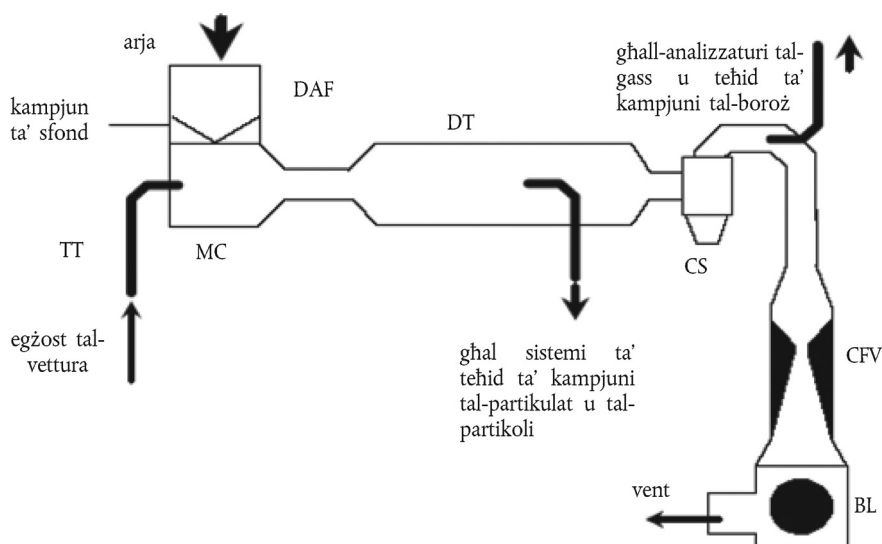 arja
DAF
kampjun
ta’ sfond
DT
għall-analizzaturi tal-
gass u teħid ta’
kampjuni tal-boroż
TT
MC
CS
egżost tal-
vettura
għal sistemi ta’
teħid ta’ kampjuni
tal-partikulat u tal-
partikoli
CFV
vent
BL